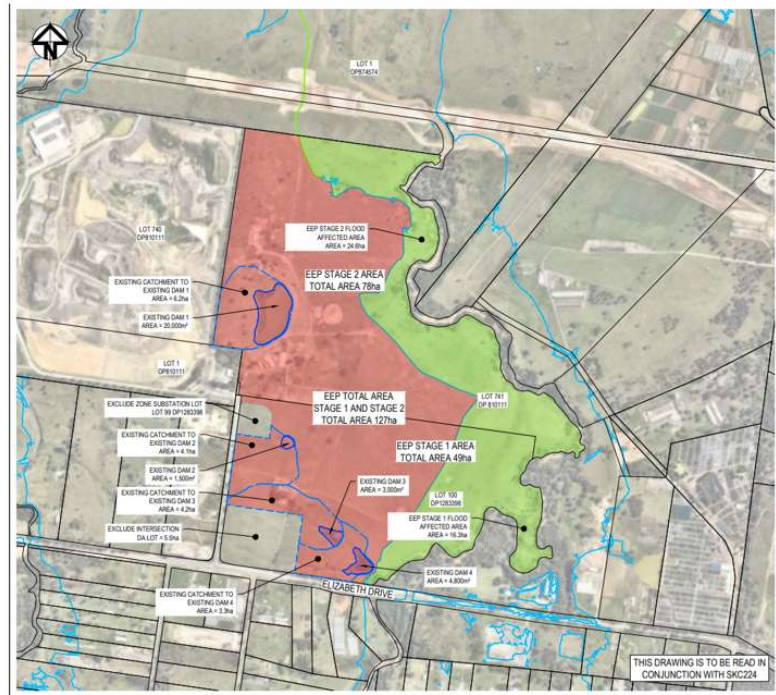 N
LOT 1
DP874574
LOT 740
DP810111
EEP STAGE 2 FLOOD
AFFECTED AREA
AREA = 24.6ha
EEP STAGE 2 AREA
TOTAL AREA 78ha
EXISTING CATCHMENT TO
EXISTING DAM 1
AREA = 6.2ha
EXISTING DAM 1
AREA = 20,000m²
LOT 1
DP810111
EEP TOTAL AREA
STAGE 1 AND STAGE 2
TOTAL AREA 127ha
LOT 741
DP 810111
EXCLUDE ZONE SUBSTATION LOT
LOT 99 DP1283398
EXISTING CATCHMENT TO
EXISTING DAM 2
AREA = 4.1ha
EEP STAGE 1 AREA
TOTAL AREA 49ha
EXISTING DAM 2
AREA = 1,500m²
EXISTING DAM 3
AREA = 3,000m²
EXISTING CATCHMENT TO
EXISTING DAM 3
AREA = 4.2ha
LOT 100
DP1283398
EEP STAGE 1 FLOOD
AFFECTED AREA
AREA = 16.3ha
EXCLUDE INTERSECTION
DA LOT = 5.5ha
EXISTING DAM 4
AREA = 4,800m²
ELIZABETH DRIVE
EXISTING CATCHMENT TO
EXISTING DAM 4
AREA = 3.3ha
THIS DRAWING IS TO BE READ IN
CONJUNCTION WITH SKC224